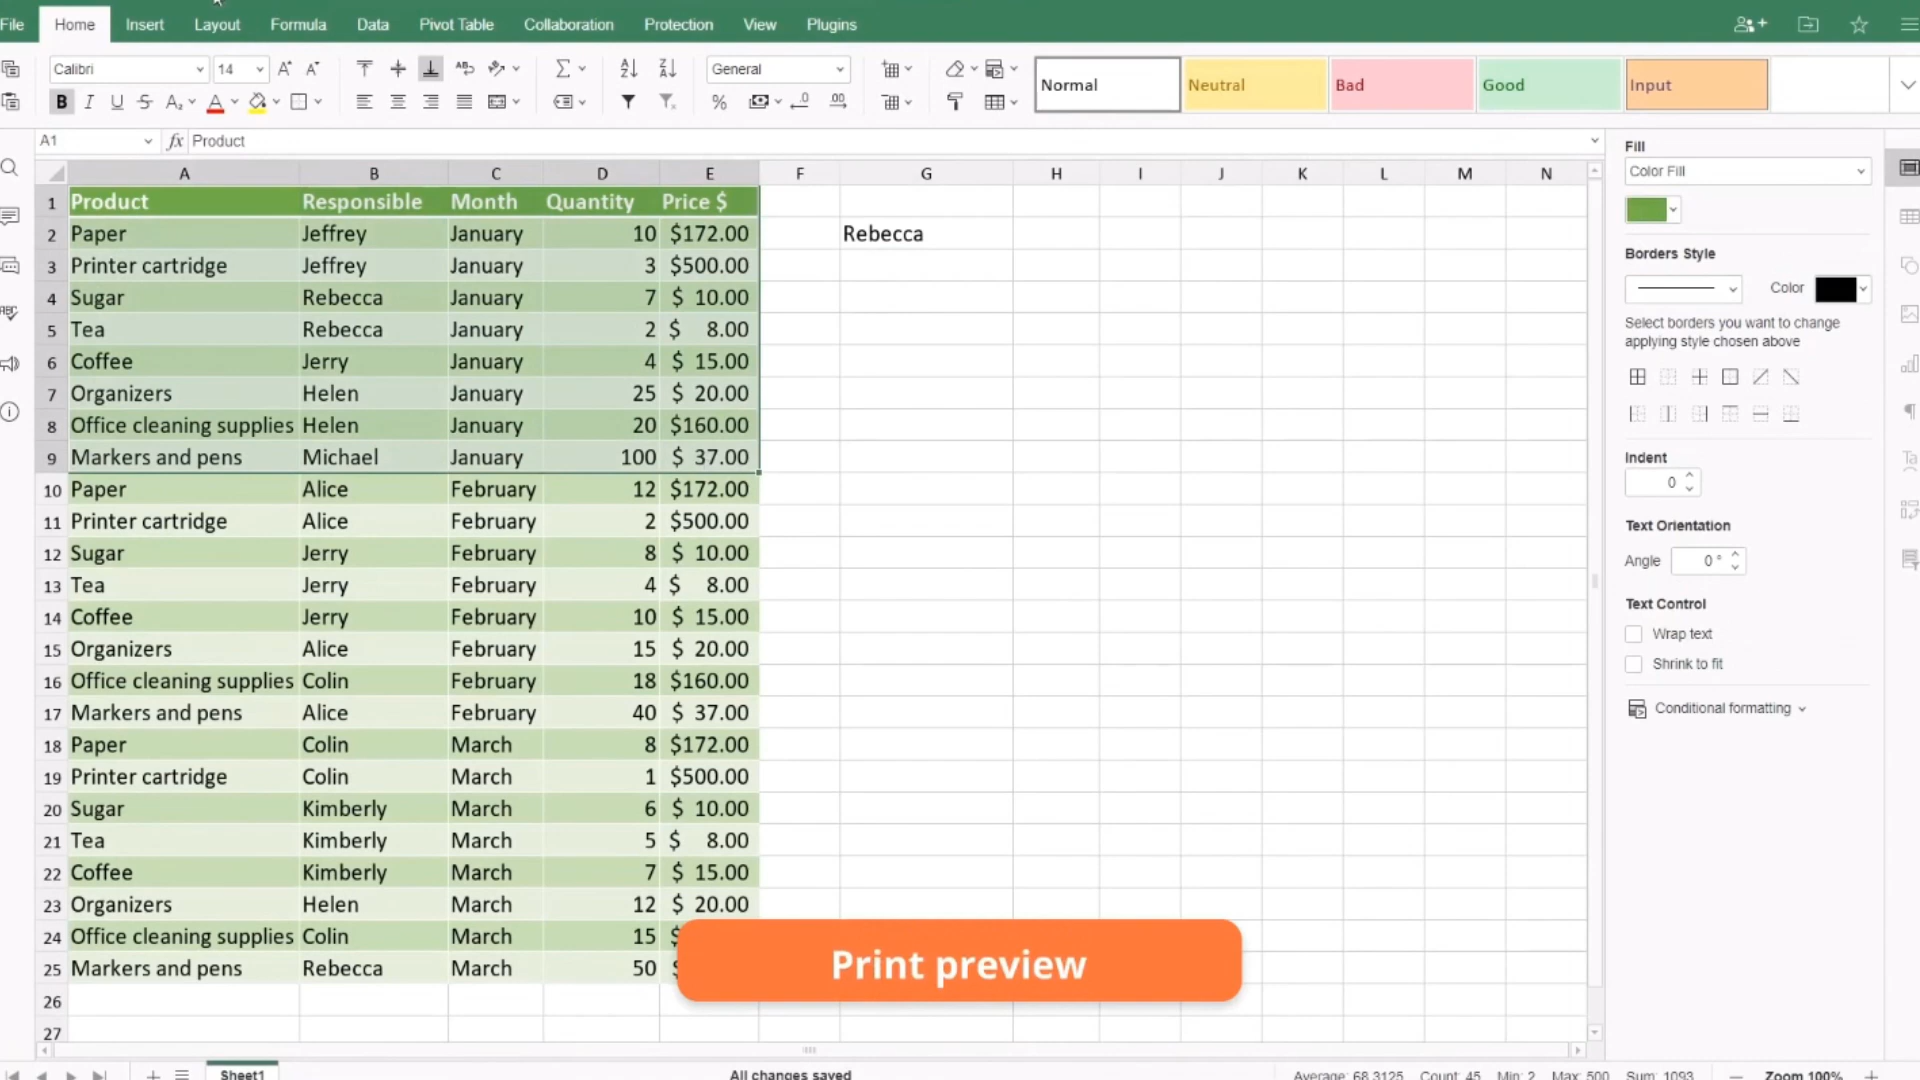 File Home Insert Layout Formula Data Pivot Table Collaboration Protection View Plugins
Calibri 14 General Normal Neutral Bad Good Input
A1 fx Product
A B C D E F G H I J K L M N
1 Product Responsible Month Quantity Price $
2 Paper Jeffrey January 10 $172.00 Rebecca
3 Printer cartridge Jeffrey January 3 $500.00
4 Sugar Rebecca January 7 $ 10.00
5 Tea Rebecca January 2 $ 8.00
6 Coffee Jerry January 4 $ 15.00
7 Organizers Helen January 25 $ 20.00
8 Office cleaning supplies Helen January 20 $160.00
9 Markers and pens Michael January 100 $ 37.00
10 Paper Alice February 12 $172.00
11 Printer cartridge Alice February 2 $500.00
12 Sugar Jerry February 8 $ 10.00
13 Tea Jerry February 4 $ 8.00
14 Coffee Jerry February 10 $ 15.00
15 Organizers Alice February 15 $ 20.00
16 Office cleaning supplies Colin February 18 $160.00
17 Markers and pens Alice February 40 $ 37.00
18 Paper Colin March 8 $172.00
19 Printer cartridge Colin March 1 $500.00
20 Sugar Kimberly March 6 $ 10.00
21 Tea Kimberly March 5 $ 8.00
22 Coffee Kimberly March 7 $ 15.00
23 Organizers Helen March 12 $ 20.00
24 Office cleaning supplies Colin March 15 $
25 Markers and pens Rebecca March 50 $
26
27
Print preview
Fill
Color Fill
Borders Style
Color
Select borders you want to change
applying style chosen above
Indent
0
Text Orientation
Angle 0 °
Text Control
Wrap text
Shrink to fit
Conditional formatting
Sheet1 All changes saved Average: 68.3125 Count: 45 Min: 2 Max: 500 Sum: 1093 Zoom 100%